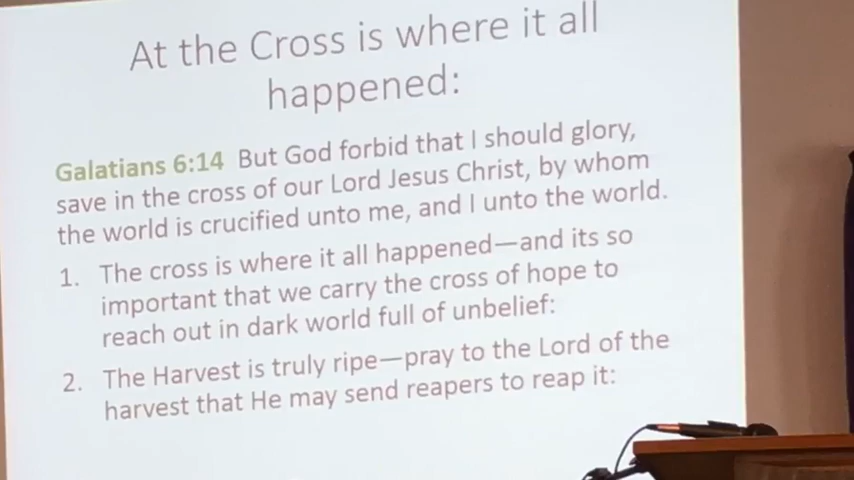 At the Cross is where it all
happened:
Galatians 6:14 But God forbid that I should glory,
save in the cross of our Lord Jesus Christ, by whom
the world is crucified unto me, and I unto the world.
1. The cross is where it all happened—and its so
important that we carry the cross of hope to
reach out in dark world full of unbelief:
2. The Harvest is truly ripe—pray to the Lord of the
harvest that He may send reapers to reap it: